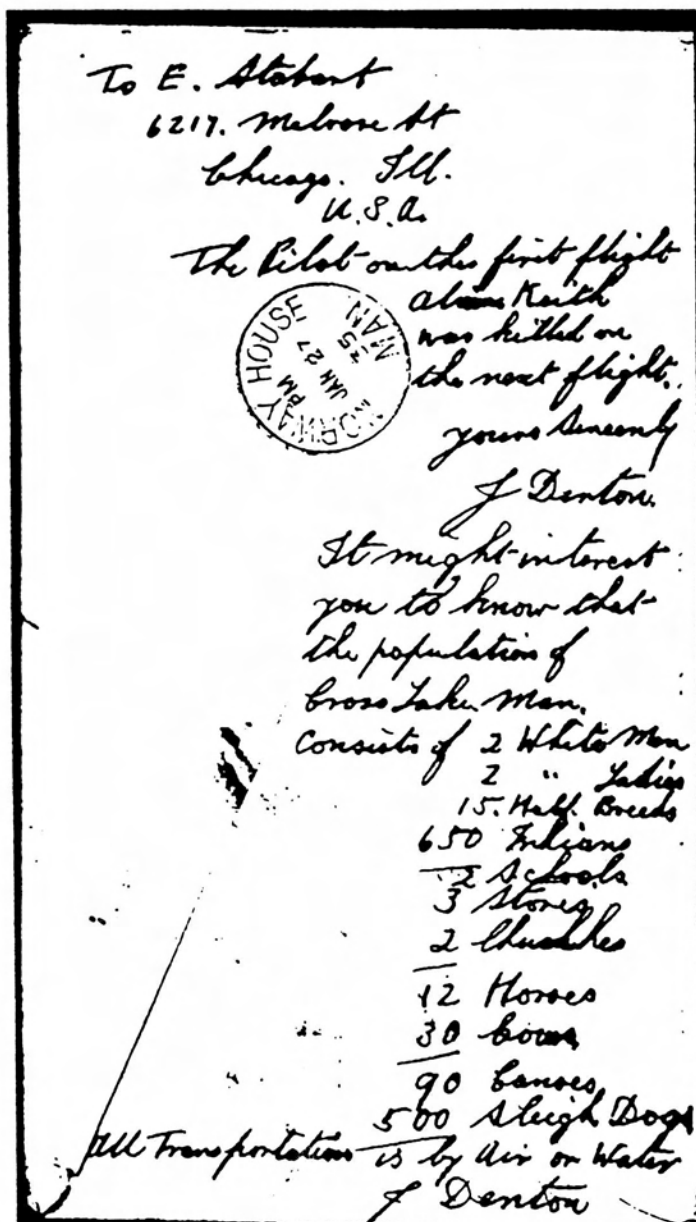 To E. Stobart
6217. Melrose St
Chicago. Ill.
U.S.A.
The Pilot on this first flight
Keith
was killed on
the next flight.
NORWAY HOUSE
PM
JAN 27
35
MAN
yours Sincerely
J Denton.
It might interest
you to know that
the population of
Cross Lake. Man.
Consists of 2 White Men
2 " Ladies
15. Half. Breeds
650 Indians
2 Schools
3 Stores
2 Churches
12 Horses
30 Cows
90 Canoes
500 Sleigh Dogs
All Transportation is by Air or Water
J Denton